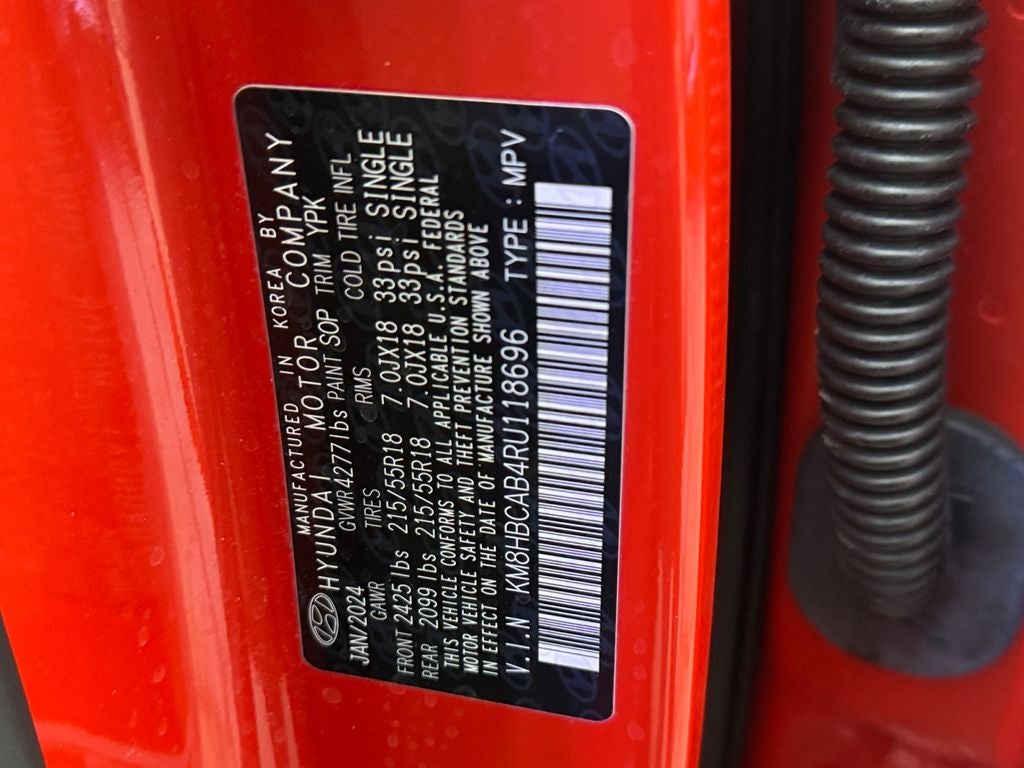 MANUFACTURED IN KOREA BY
HYUNDAI MOTOR COMPANY
JAN/2024 GVWR 4277lbs PAINT SOP TRIM YPK
GAWR TIRES RIMS COLD TIRE INFL
FRONT 2425 lbs 215/55R18 7.0JX18 33psi SINGLE
REAR 2099 lbs 215/55R18 7.0JX18 33psi SINGLE
THIS VEHICLE CONFORMS TO ALL APPLICABLE U.S.A. FEDERAL
MOTOR VEHICLE SAFETY AND THEFT PREVENTION STANDARDS
IN EFFECT ON THE DATE OF MANUFACTURE SHOWN ABOVE
V.I.N KM8HBCAB4RU118696 TYPE : MPV